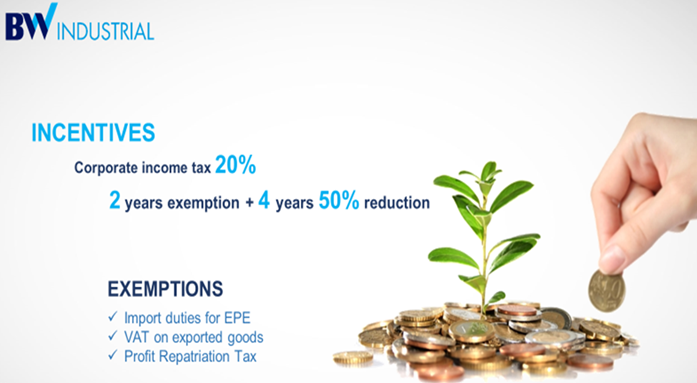 BW INDUSTRIAL
INCENTIVES
Corporate income tax 20%
2 years exemption + 4 years 50% reduction
EXEMPTIONS
✓ Import duties for EPE
✓ VAT on exported goods
✓ Profit Repatriation Tax